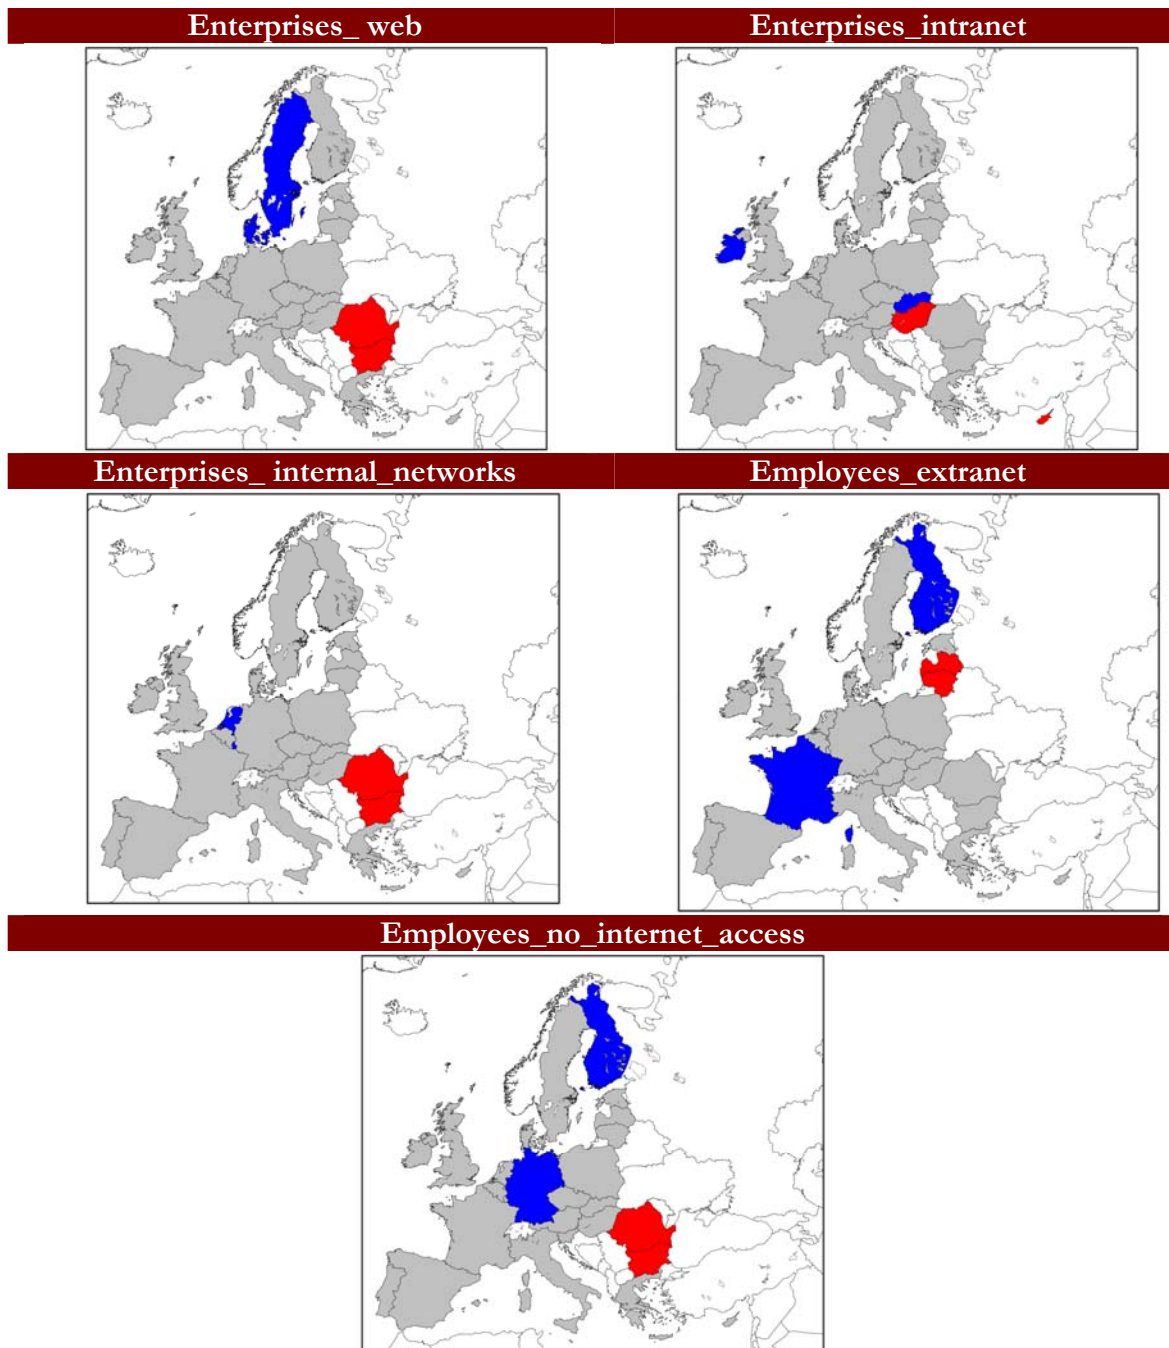 Enterprises_ web
Enterprises_intranet
Enterprises_ internal_networks
Employees_extranet
Employees_no_internet_access